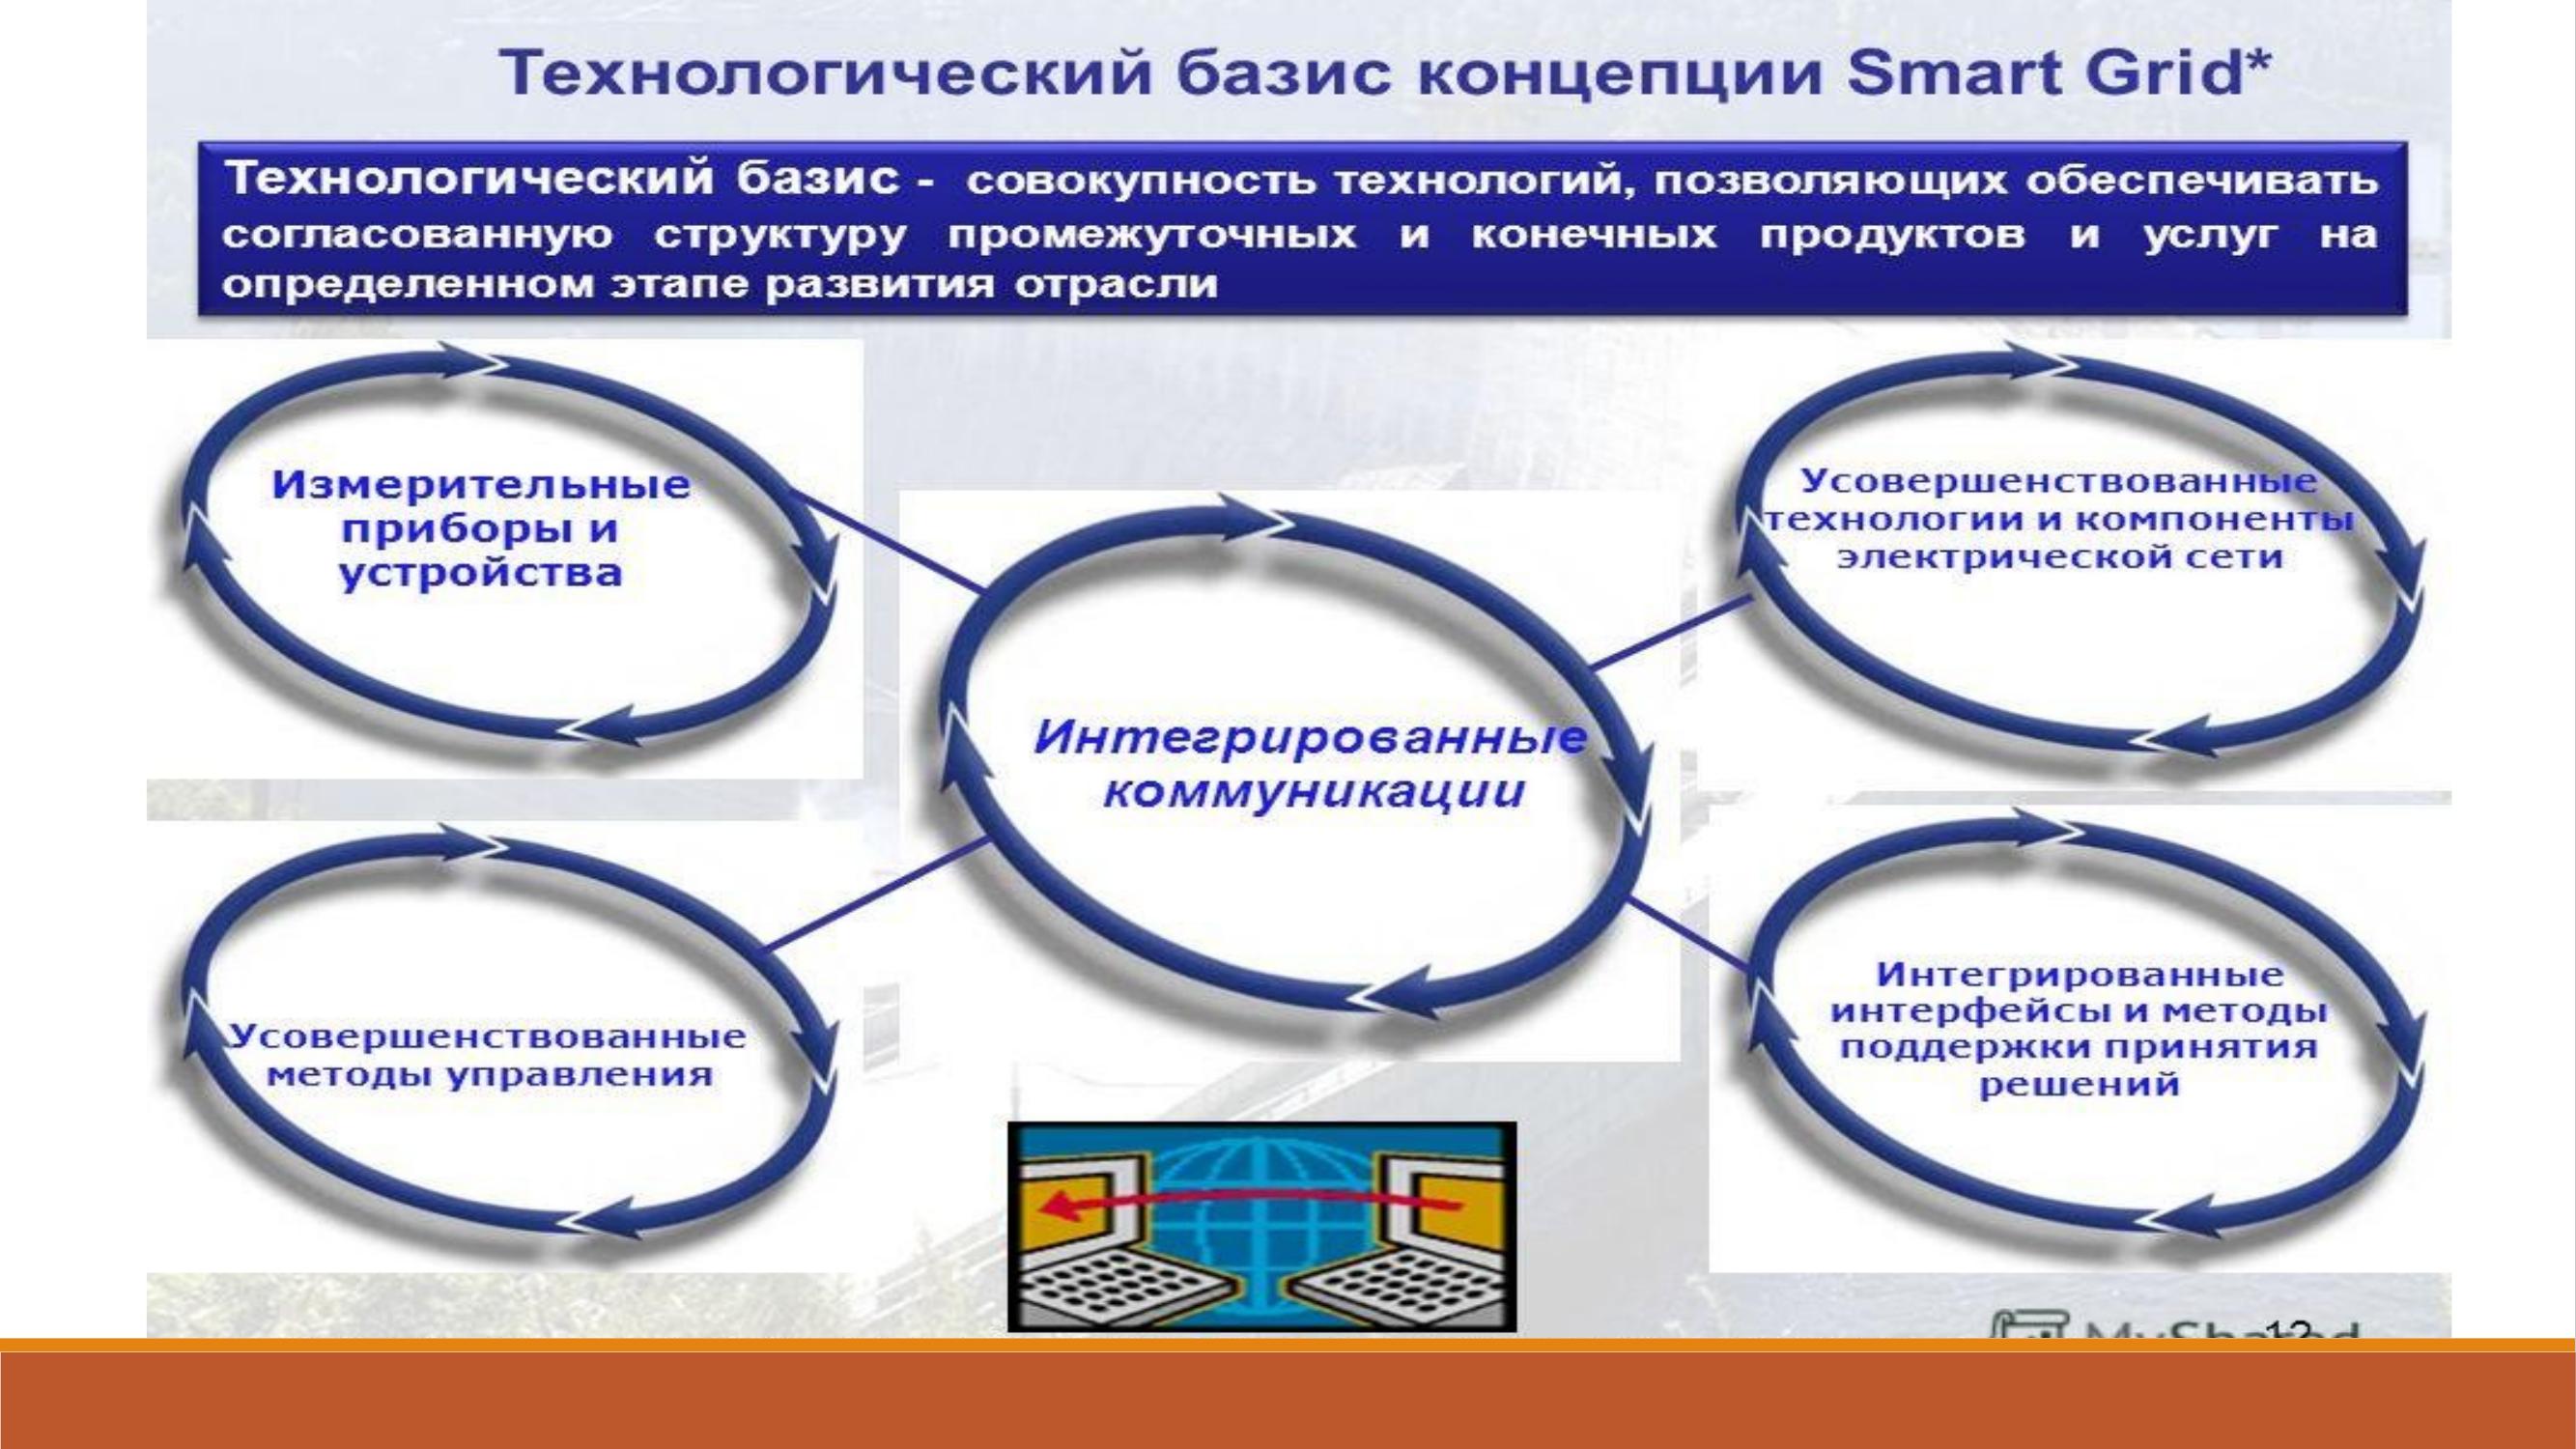 Технологический базис концепции Smart Grid*
Технологический базис - совокупность технологий, позволяющих обеспечивать
согласованную структуру промежуточных и конечных продуктов и услуг на
определенном этапе развития отрасли
Измерительные
приборы и
устройства
Усовершенствованные
технологии и компоненты
электрической сети
Интегрированные
коммуникации
Усовершенствованные
методы управления
Интегрированные
интерфейсы и методы
поддержки принятия
решений
MyShared
12